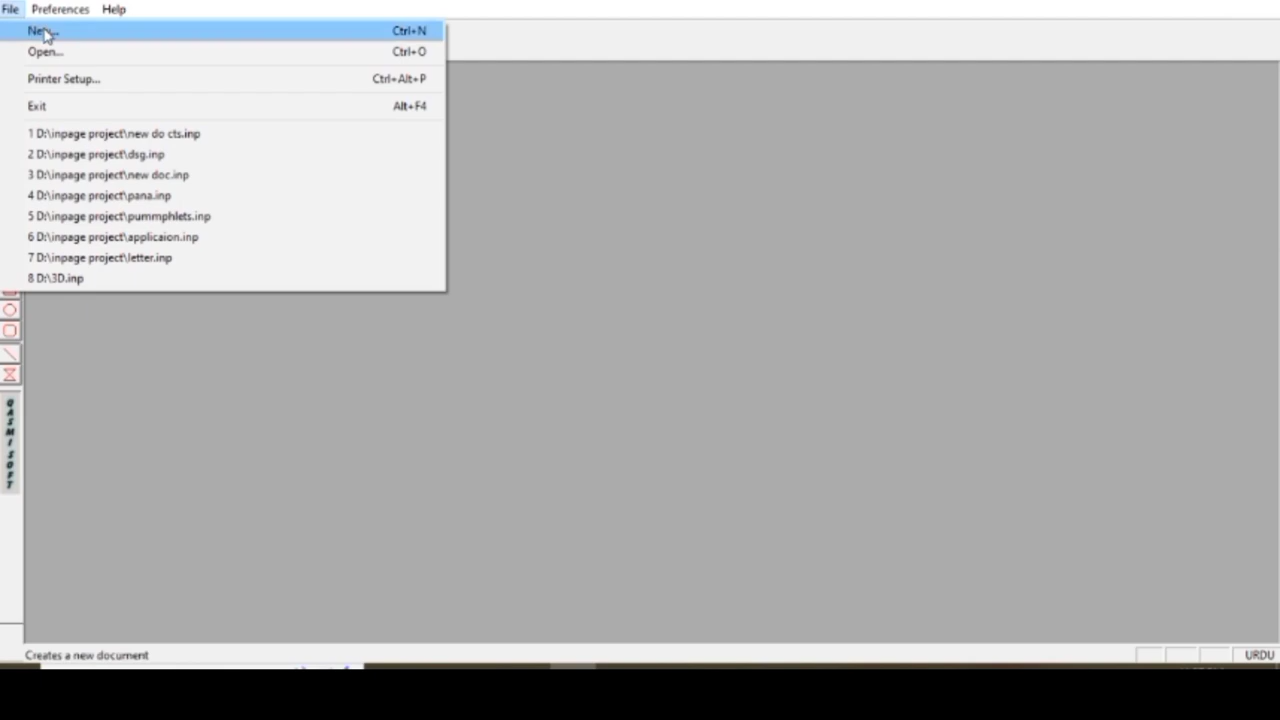 File Preferences Help
New... Ctrl+N
Open... Ctrl+O
Printer Setup... Ctrl+Alt+P
Exit Alt+F4
1 D:\inpage project\new do cts.inp
2 D:\inpage project\dsg.inp
3 D:\inpage project\new doc.inp
4 D:\inpage project\pana.inp
5 D:\inpage project\pummphlets.inp
6 D:\inpage project\applicaion.inp
7 D:\inpage project\letter.inp
8 D:\3D.inp
QASMI SOFT
Creates a new document URDU